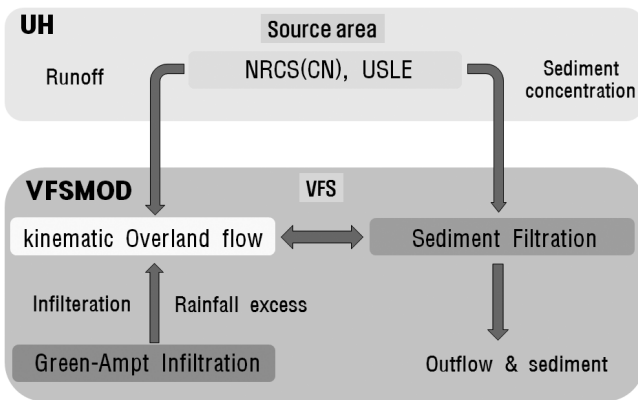 UH
Source area
Runoff
NRCS(CN), USLE
Sediment
concentration
VFSMOD
VFS
kinematic Overland flow
Sediment Filtration
Infilteration
Rainfall excess
Green-Ampt Infiltration
Outflow & sediment